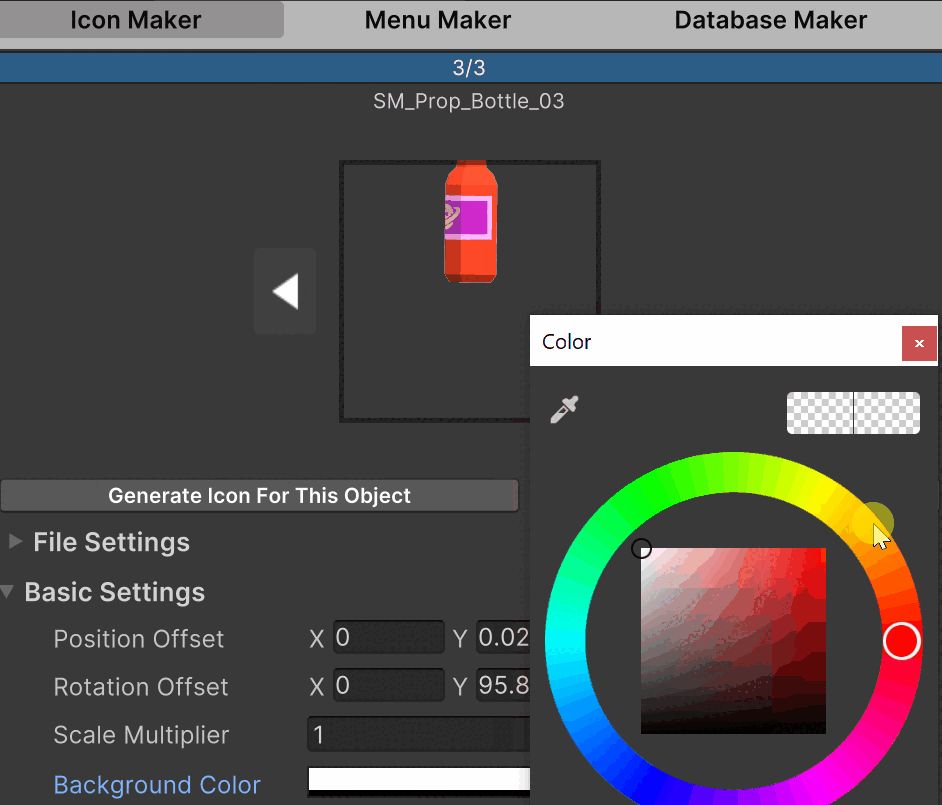 Icon Maker Menu Maker Database Maker
3/3
SM_Prop_Bottle_03
Color
Generate Icon For This Object
File Settings
Basic Settings
Position Offset X 0 Y 0.02
Rotation Offset X 0 Y 95.8
Scale Multiplier 1
Background Color